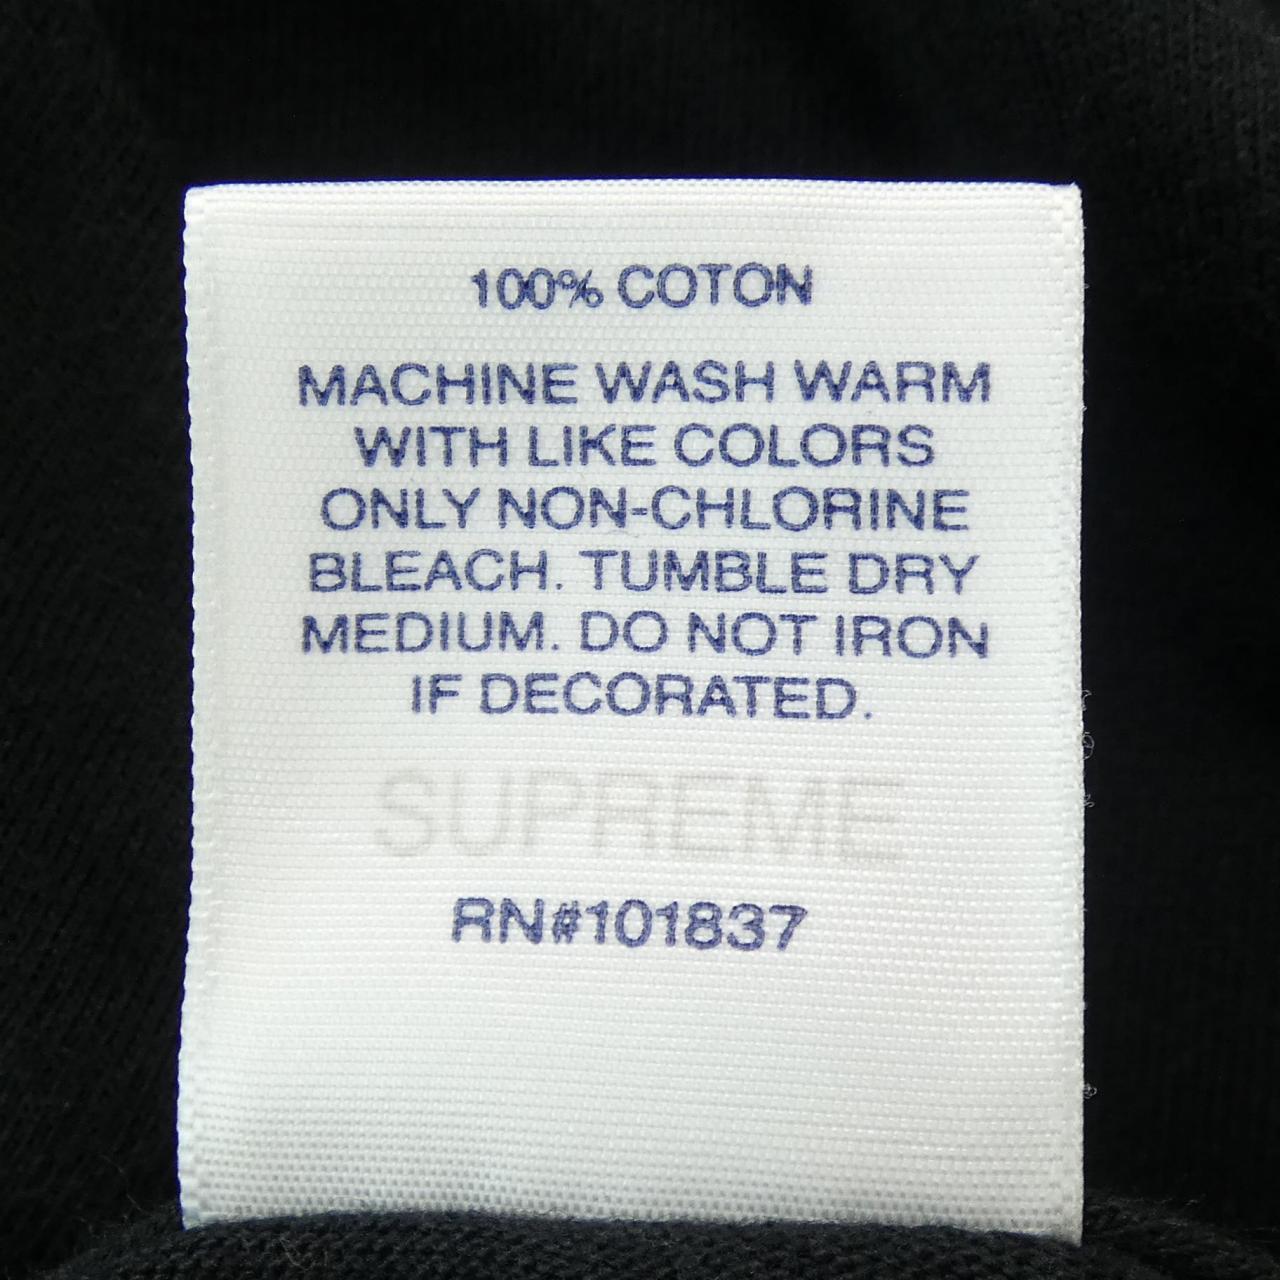 100% COTON
MACHINE WASH WARM
WITH LIKE COLORS
ONLY NON-CHLORINE
BLEACH. TUMBLE DRY
MEDIUM. DO NOT IRON
IF DECORATED.
SUPREME
RN#101837